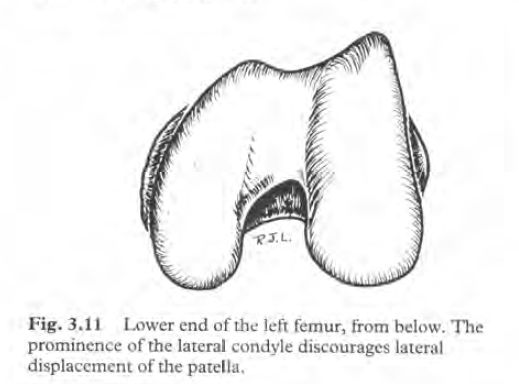 R.J.L.
Fig. 3.11 Lower end of the left femur, from below. The
prominence of the lateral condyle discourages lateral
displacement of the patella.